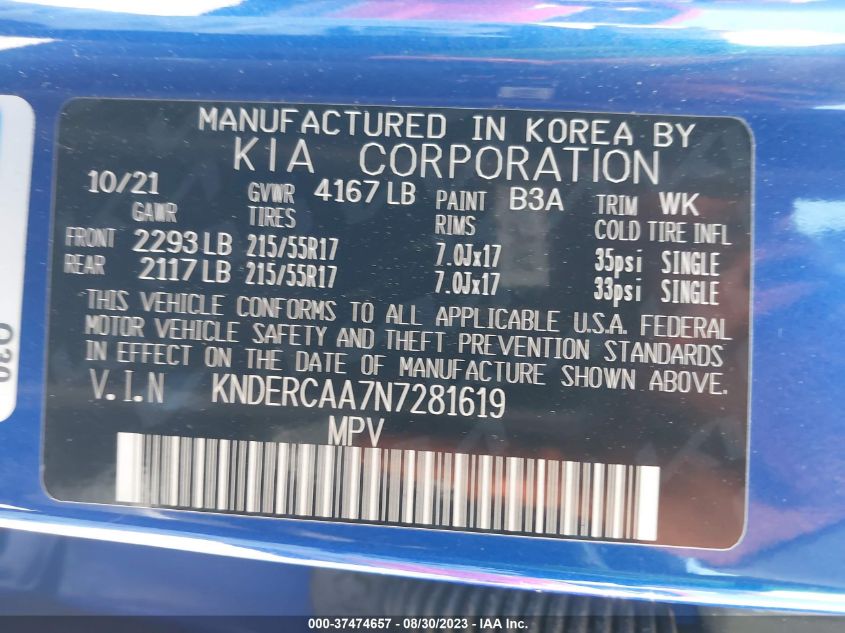 MANUFACTURED IN KOREA BY
KIA CORPORATION
10/21 GVWR 4167 LB PAINT B3A TRIM WK
GAWR TIRES RIMS COLD TIRE INFL
FRONT 2293 LB 215/55R17 7.0Jx17 35psi SINGLE
REAR 2117 LB 215/55R17 7.0Jx17 33psi SINGLE
THIS VEHICLE CONFORMS TO ALL APPLICABLE U.S.A. FEDERAL
MOTOR VEHICLE SAFETY AND THEFT PREVENTION STANDARDS
IN EFFECT ON THE DATE OF MANUFACTURE SHOWN ABOVE.
V.I.N KNDERCAA7N7281619
MPV
000-37474657 - 08/30/2023 - IAA Inc.